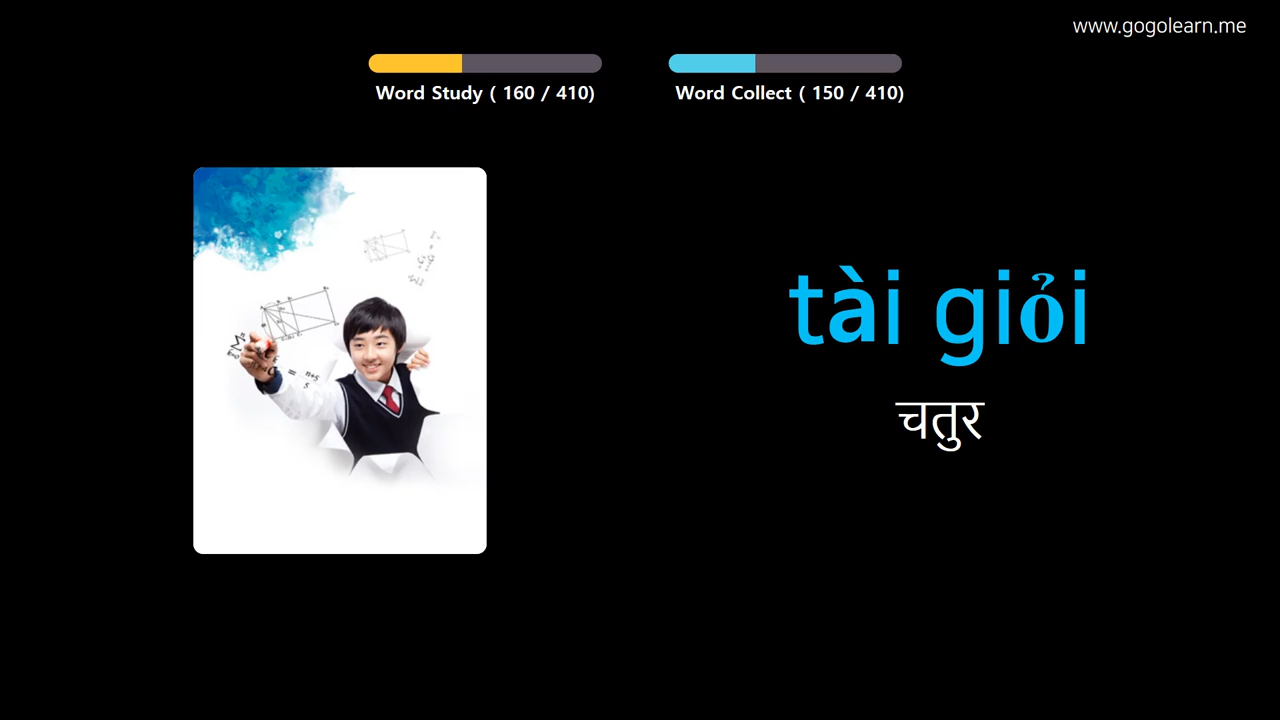 www.gogolearn.me
Word Study ( 160 / 410)
Word Collect ( 150 / 410)
tài giỏi
चतुर